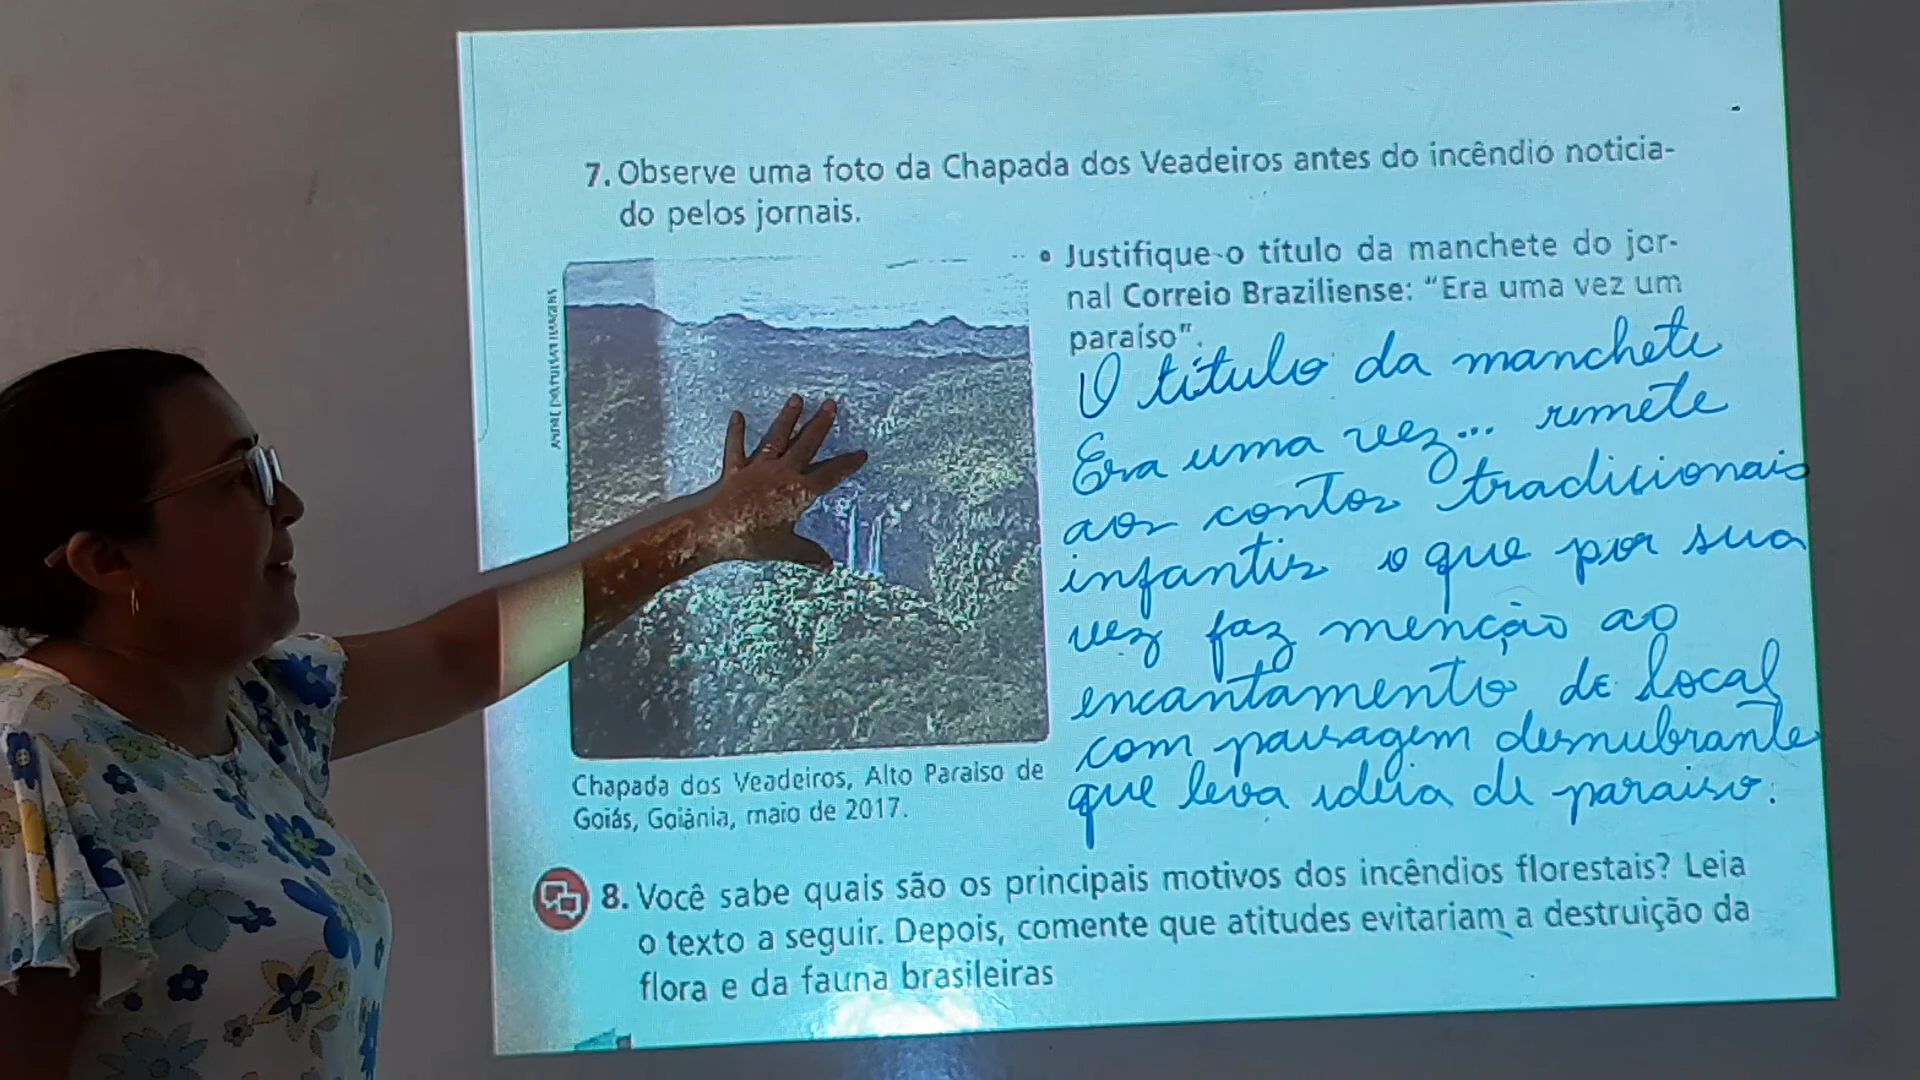 7. Observe uma foto da Chapada dos Veadeiros antes do incêndio noticia-
do pelos jornais.
• Justifique o título da manchete do jor-
nal Correio Braziliense: “Era uma vez um
paraíso”.
O título da manchete
Era uma vez... remete
aos contos tradicionais
infantis o que por sua
vez faz menção ao
encantamento de local
com paisagem deslumbrante
que leva ideia de paraíso.
Chapada dos Veadeiros, Alto Paraíso de
Goiás, Goiânia, maio de 2017.
8. Você sabe quais são os principais motivos dos incêndios florestais? Leia
o texto a seguir. Depois, comente que atitudes evitariam a destruição da
flora e da fauna brasileiras